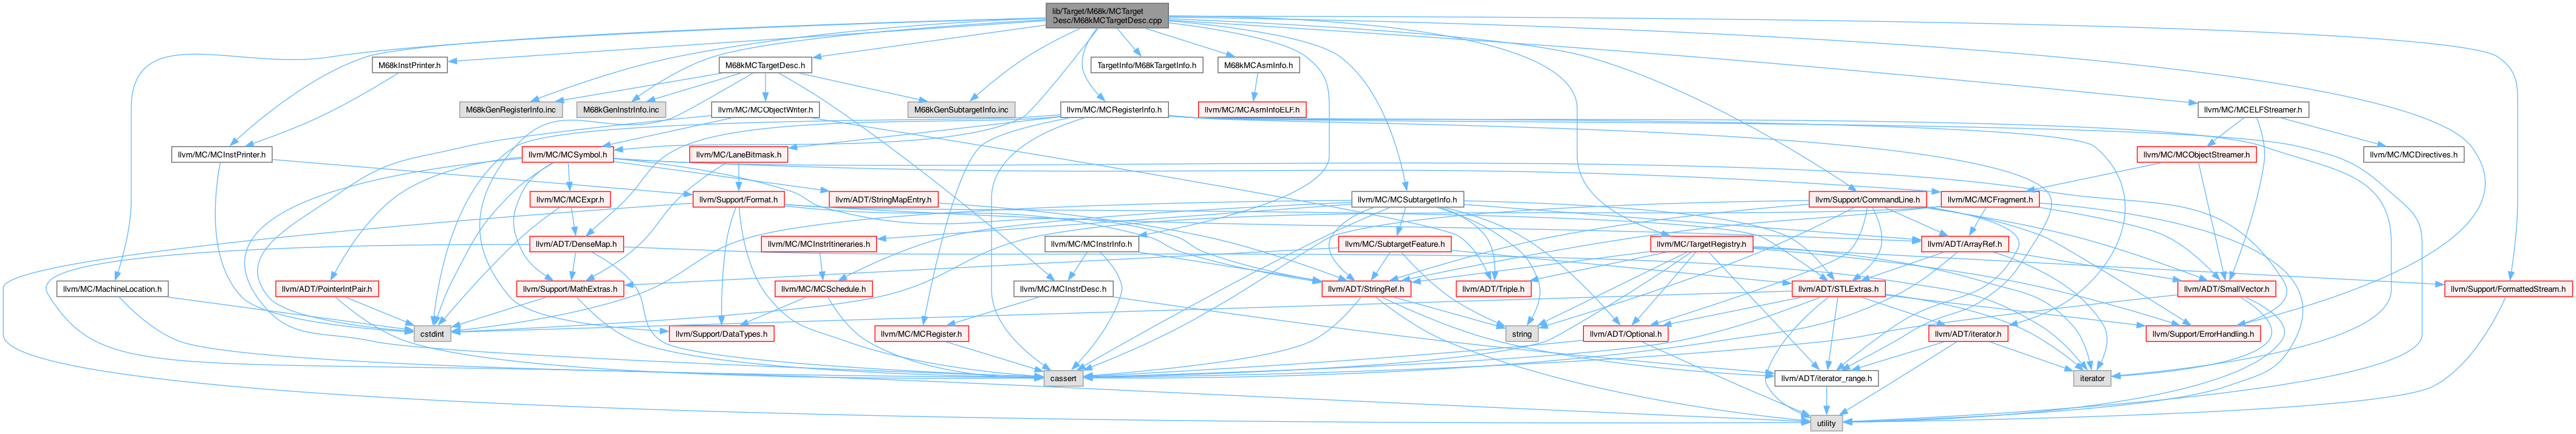 lib/Target/M68k/MCTarget
Desc/M68kMCTargetDesc.cpp
M68kInstPrinter.h
M68kMCTargetDesc.h
TargetInfo/M68kTargetInfo.h
M68kMCAsmInfo.h
M68kGenRegisterInfo.inc
M68kGenInstrInfo.inc
llvm/MC/MCObjectWriter.h
M68kGenSubtargetInfo.inc
llvm/MC/MCRegisterInfo.h
llvm/MC/MCAsmInfoELF.h
llvm/MC/MCELFStreamer.h
llvm/MC/MCInstPrinter.h
llvm/MC/MCSymbol.h
llvm/MC/LaneBitmask.h
llvm/MC/MCObjectStreamer.h
llvm/MC/MCDirectives.h
llvm/MC/MCExpr.h
llvm/Support/Format.h
llvm/ADT/StringMapEntry.h
llvm/MC/MCSubtargetInfo.h
llvm/Support/CommandLine.h
llvm/MC/MCFragment.h
llvm/ADT/DenseMap.h
llvm/MC/MCInstrItineraries.h
llvm/MC/MCInstrInfo.h
llvm/MC/SubtargetFeature.h
llvm/MC/TargetRegistry.h
llvm/ADT/ArrayRef.h
llvm/MC/MachineLocation.h
llvm/ADT/PointerIntPair.h
llvm/Support/MathExtras.h
llvm/MC/MCSchedule.h
llvm/MC/MCInstrDesc.h
llvm/ADT/StringRef.h
llvm/ADT/Triple.h
llvm/ADT/STLExtras.h
llvm/ADT/SmallVector.h
llvm/Support/FormattedStream.h
cstdint
llvm/Support/DataTypes.h
llvm/MC/MCRegister.h
string
llvm/ADT/Optional.h
llvm/ADT/iterator.h
llvm/Support/ErrorHandling.h
cassert
llvm/ADT/iterator_range.h
iterator
utility